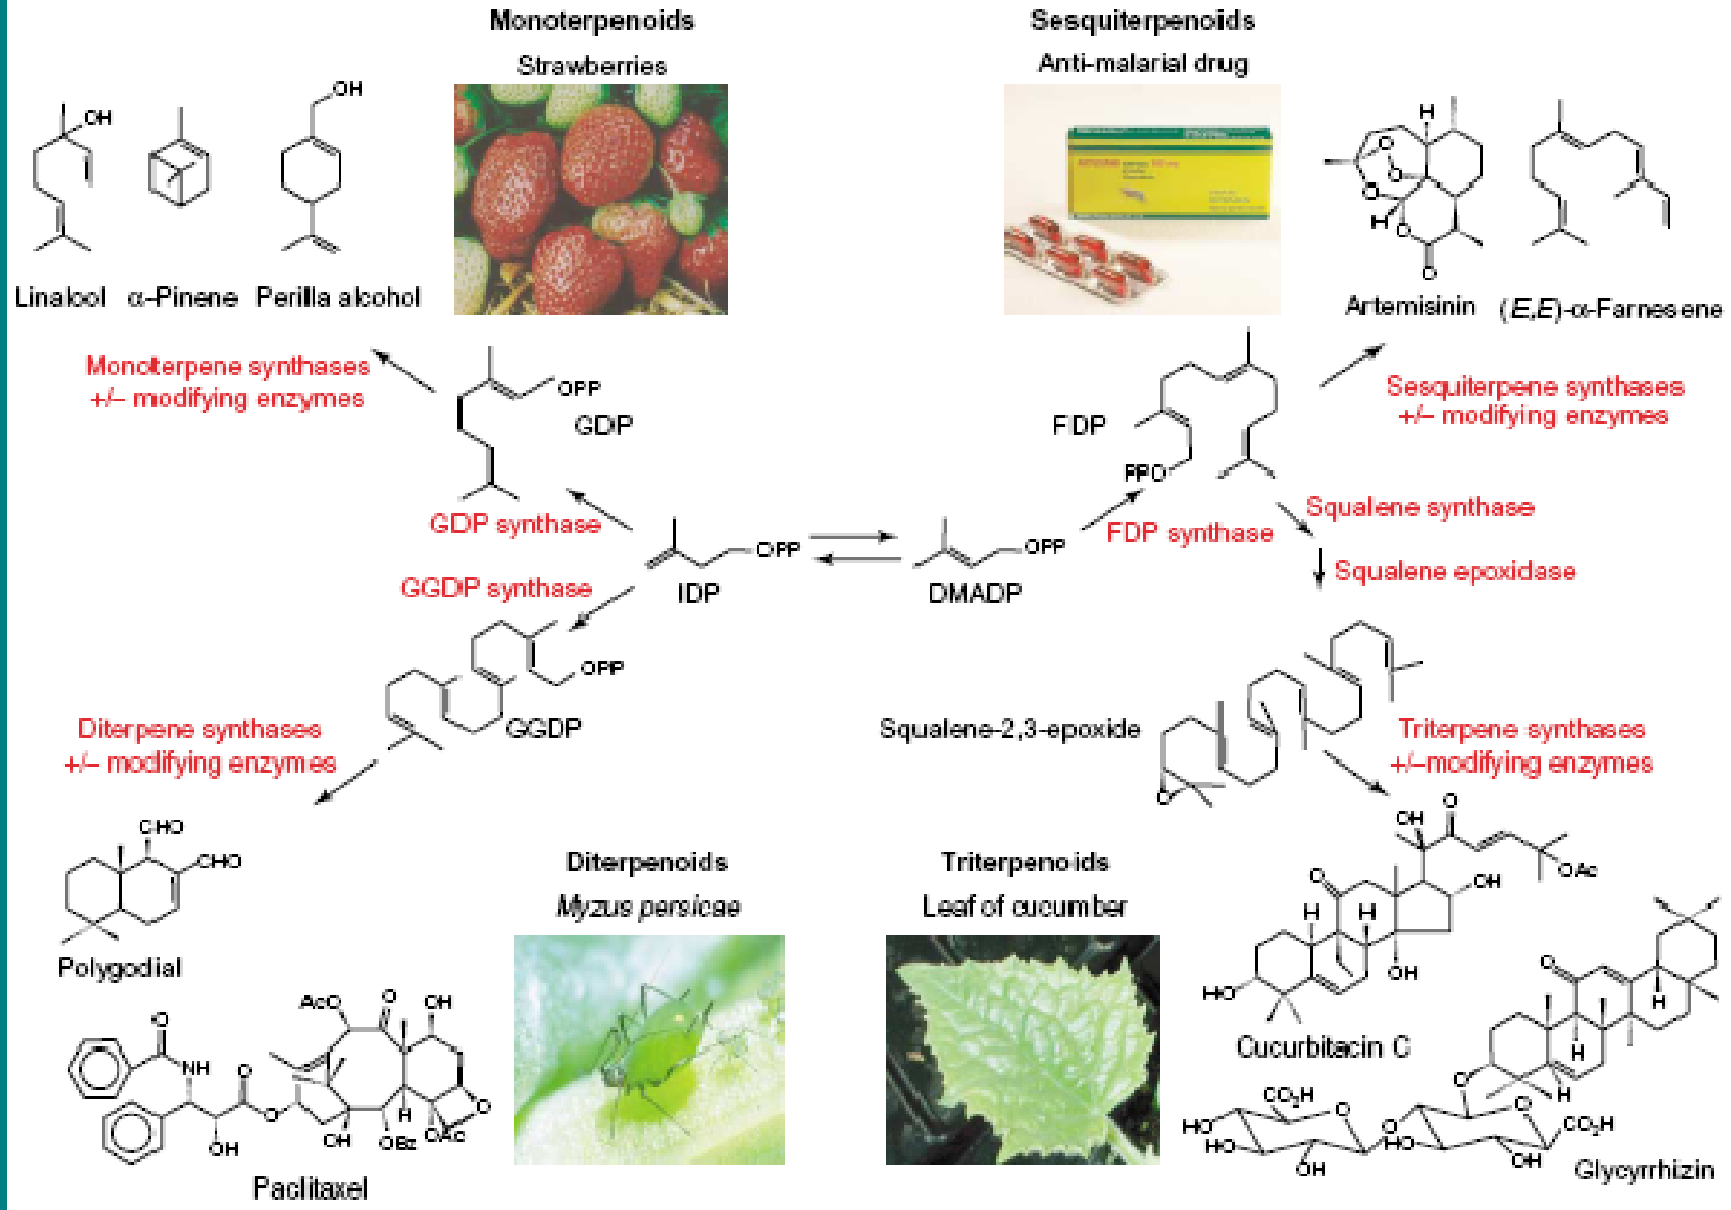 Monoterpenoids
Strawberries
Sesquiterpenoids
Anti-malarial drug
OH
OH
Linalool α-Pinene Perilla alcohol
H
O
O
O
H
O
O
Artemisinin (E,E)-α-Farnesene
Monoterpene synthases
+/– modifying enzymes
OPP
GDP
FDP
PPO
Sesquiterpene synthases
+/– modifying enzymes
GDP synthase
OPP
IDP
OPP
DMADP
FDP synthase
Squalene synthase
Squalene epoxidase
GGDP synthase
OPP
GGDP
Diterpene synthases
+/– modifying enzymes
Squalene-2,3-epoxide
O
Triterpene synthases
+/–modifying enzymes
CHO
CHO
Polygodial
Diterpenoids
Myzus persicae
Triterpenoids
Leaf of cucumber
OH
O
OAc
O
OH
H
H
OH
HO
Cucurbitacin C
O
H
H
H
O
O
NH
O
O
OH
AcO
O
OH
H
O
OH
OBz
OAc
Paclitaxel
CO₂H
O
O
O
CO₂H
HO
HO
OH
HO
OH
Glycyrrhizin